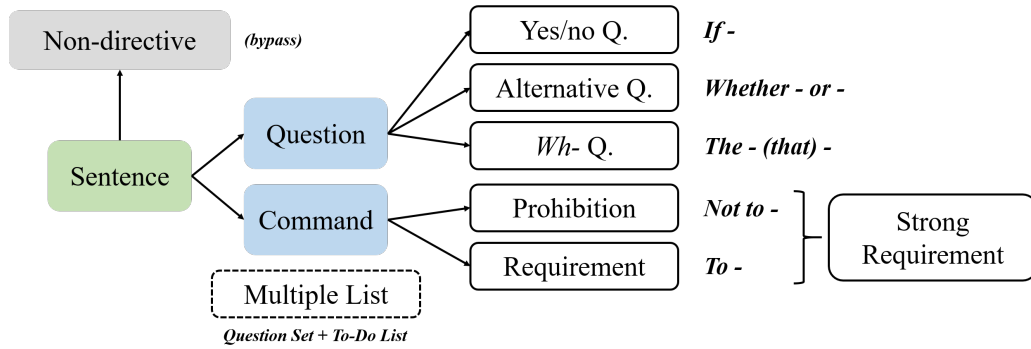 Non-directive
(bypass)
Sentence
Question
Command
Multiple List
Question Set + To-Do List
Yes/no Q.
If -
Alternative Q.
Whether - or -
Wh- Q.
The - (that) -
Prohibition
Not to -
Requirement
To -
Strong
Requirement